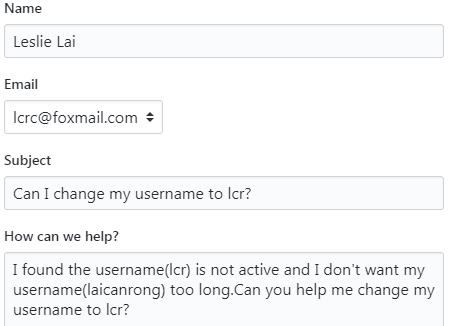 Name
Leslie Lai
Email
lcrc@foxmail.com
Subject
Can I change my username to lcr?
How can we help?
I found the username(lcr) is not active and I don't want my
username(laicanrong) too long.Can you help me change my
username to lcr?